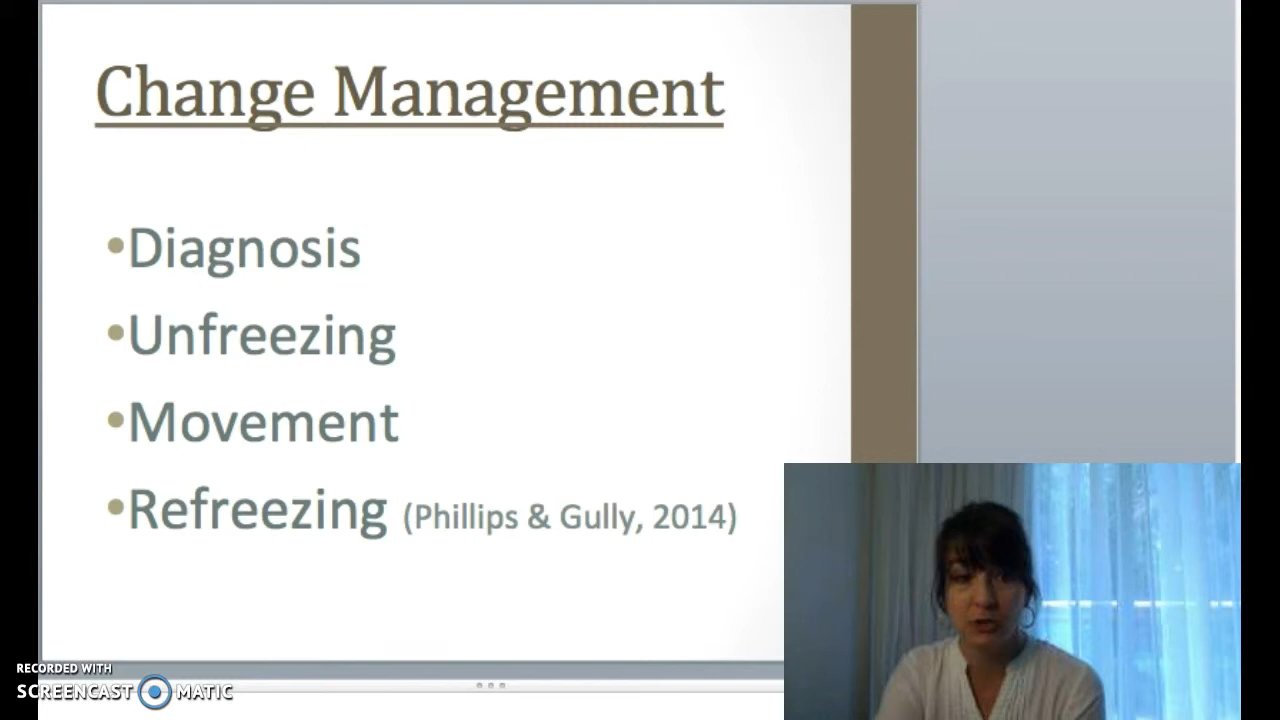 Change Management
•Diagnosis
•Unfreezing
•Movement
•Refreezing (Phillips & Gully, 2014)
RECORDED WITH
SCREENCAST MATIC